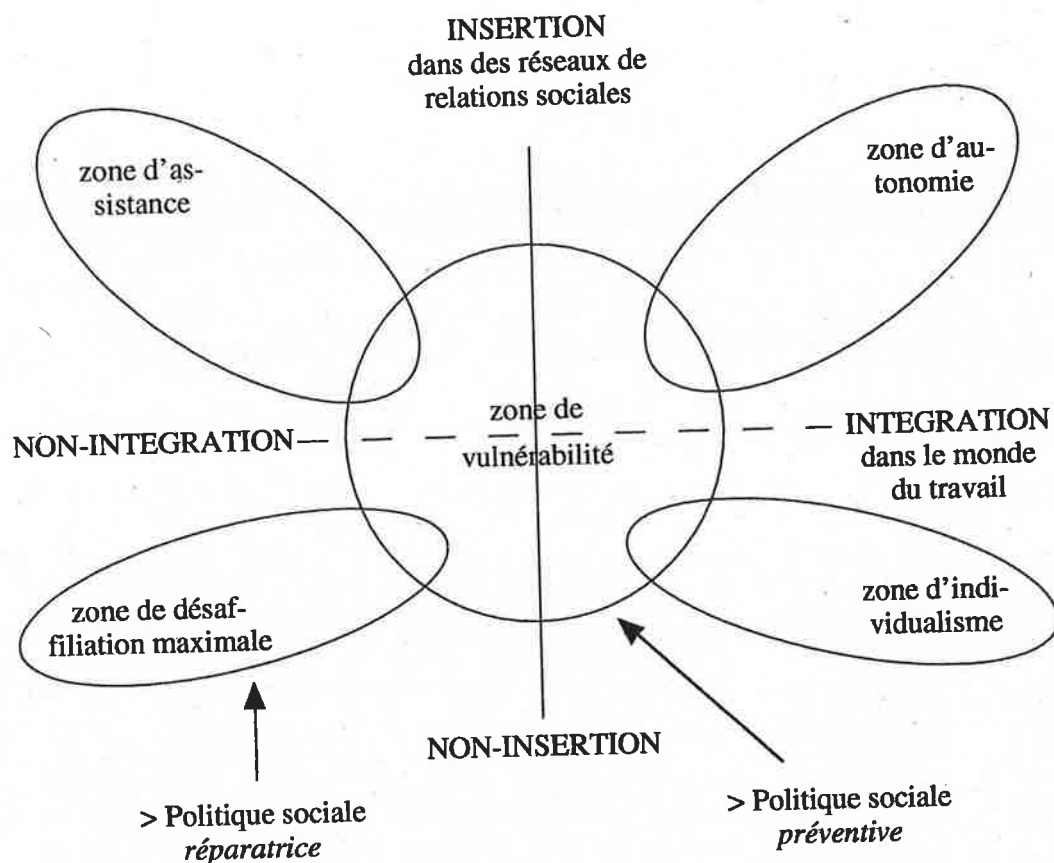 INSERTION
dans des réseaux de
relations sociales
zone d'as-
sistance
zone d'au-
tonomie
zone de
vulnérabilité
NON-INTEGRATION
INTEGRATION
dans le monde
du travail
zone de désaf-
filiation maximale
zone d'indi-
vidualisme
NON-INSERTION
> Politique sociale
réparatrice
> Politique sociale
préventive